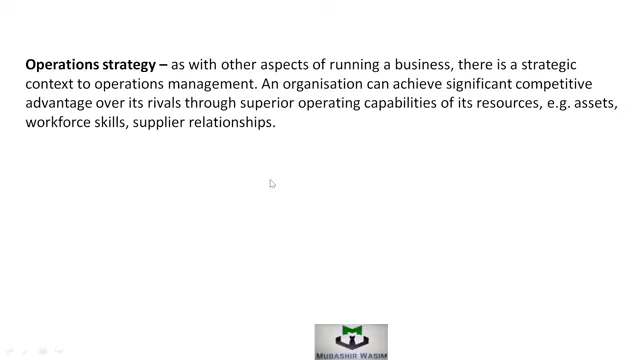 Operations strategy – as with other aspects of running a business, there is a strategic
context to operations management. An organisation can achieve significant competitive
advantage over its rivals through superior operating capabilities of its resources, e.g. assets,
workforce skills, supplier relationships.
MUBASHIR WASIM